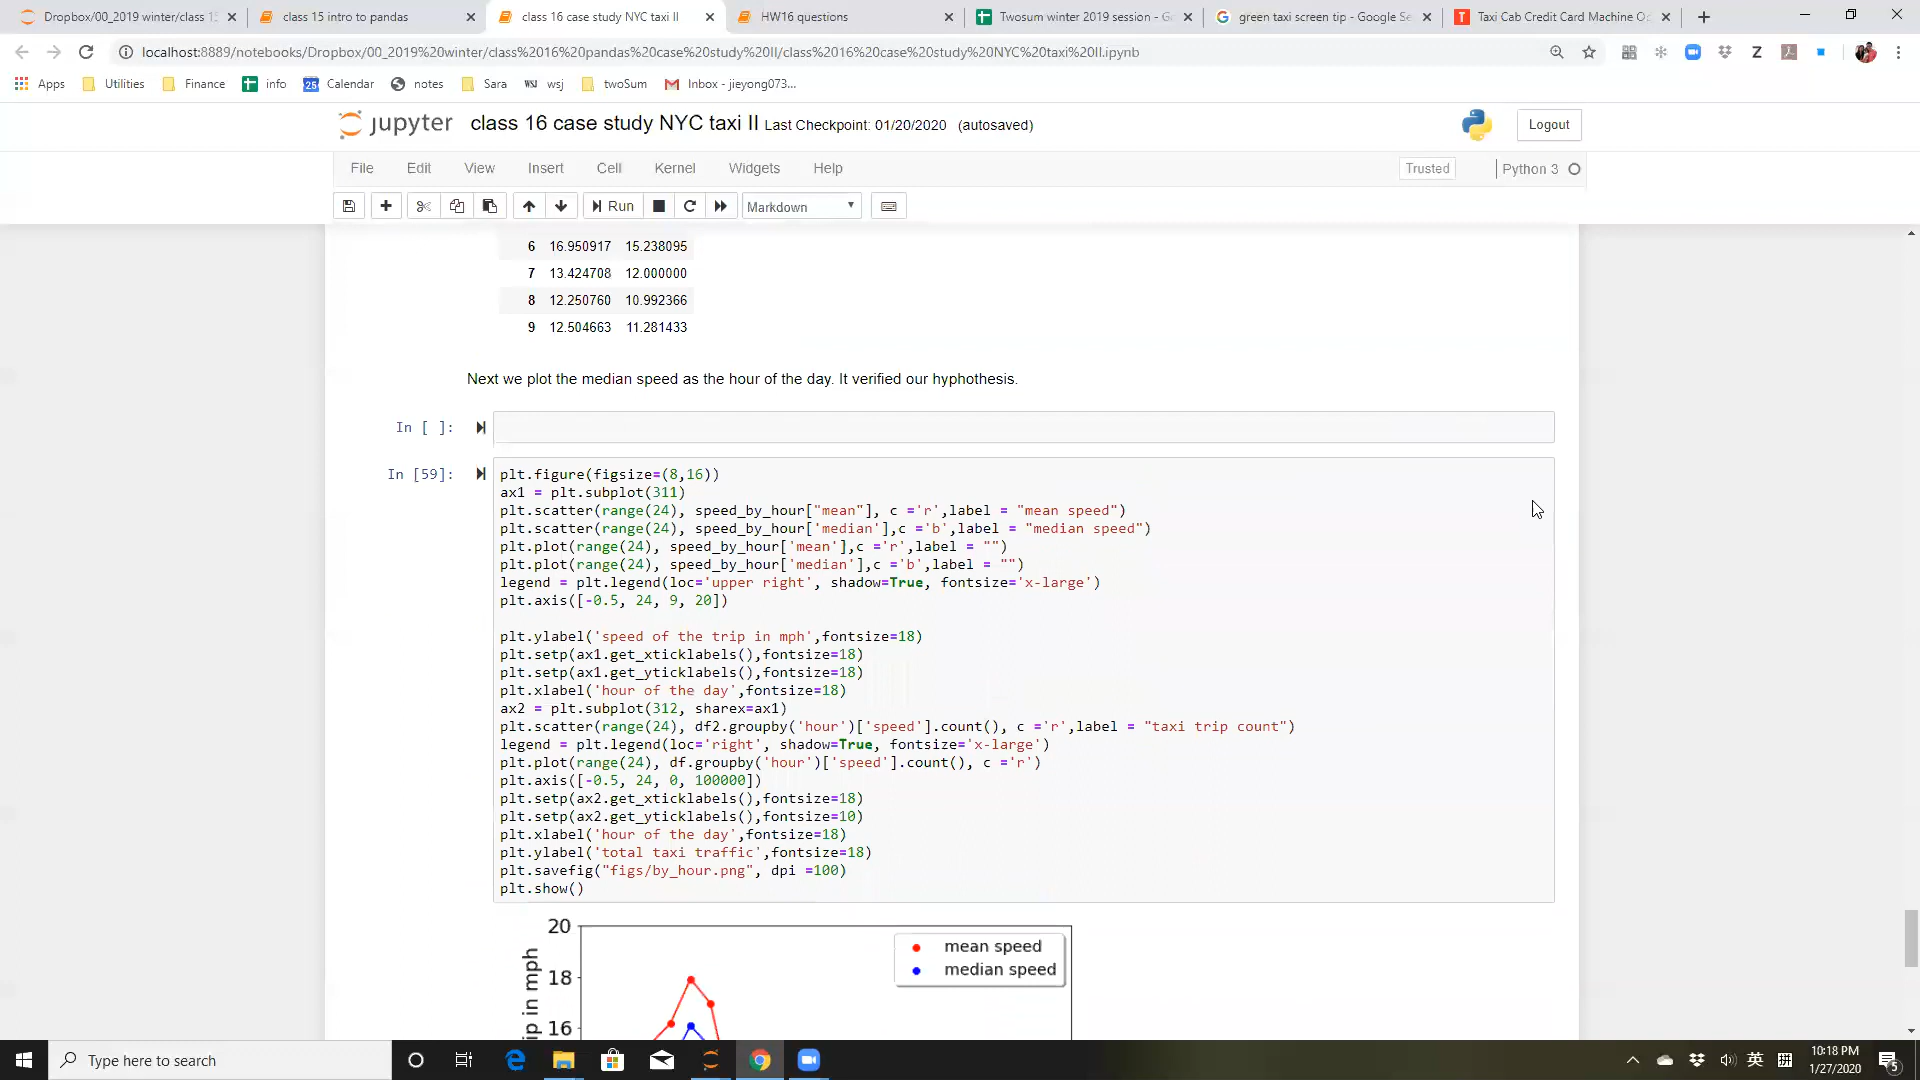 Dropbox/00_2019 winter/class 15
class 15 intro to pandas
class 16 case study NYC taxi II
HW16 questions
Twosum winter 2019 session - G
green taxi screen tip - Google Se
Taxi Cab Credit Card Machine O
localhost:8889/notebooks/Dropbox/00_2019%20winter/class%2016%20pandas%20case%20study%20II/class%2016%20case%20study%20NYC%20taxi%20II.ipynb
Apps Utilities Finance info Calendar notes Sara wsj twoSum Inbox - jieyong073...
jupyter class 16 case study NYC taxi II Last Checkpoint: 01/20/2020 (autosaved) Logout
File Edit View Insert Cell Kernel Widgets Help Trusted Python 3
Run Markdown
6 16.950917 15.238095
7 13.424708 12.000000
8 12.250760 10.992366
9 12.504663 11.281433
Next we plot the median speed as the hour of the day. It verified our hyphothesis.
In [ ]:
In [59]:
plt.figure(figsize=(8,16))
ax1 = plt.subplot(311)
plt.scatter(range(24), speed_by_hour["mean"], c ='r',label = "mean speed")
plt.scatter(range(24), speed_by_hour['median'],c ='b',label = "median speed")
plt.plot(range(24), speed_by_hour['mean'],c ='r',label = "")
plt.plot(range(24), speed_by_hour['median'],c ='b',label = "")
legend = plt.legend(loc='upper right', shadow=True, fontsize='x-large')
plt.axis([-0.5, 24, 9, 20])
plt.ylabel('speed of the trip in mph',fontsize=18)
plt.setp(ax1.get_xticklabels(),fontsize=18)
plt.setp(ax1.get_yticklabels(),fontsize=18)
plt.xlabel('hour of the day',fontsize=18)
ax2 = plt.subplot(312, sharex=ax1)
plt.scatter(range(24), df2.groupby('hour')['speed'].count(), c ='r',label = "taxi trip count")
legend = plt.legend(loc='right', shadow=True, fontsize='x-large')
plt.plot(range(24), df.groupby('hour')['speed'].count(), c ='r')
plt.axis([-0.5, 24, 0, 100000])
plt.setp(ax2.get_xticklabels(),fontsize=18)
plt.setp(ax2.get_yticklabels(),fontsize=10)
plt.xlabel('hour of the day',fontsize=18)
plt.ylabel('total taxi traffic',fontsize=18)
plt.savefig("figs/by_hour.png", dpi =100)
plt.show()
20
18
16
ip in mph
mean speed
median speed
Type here to search
英
拼
10:18 PM
1/27/2020
5